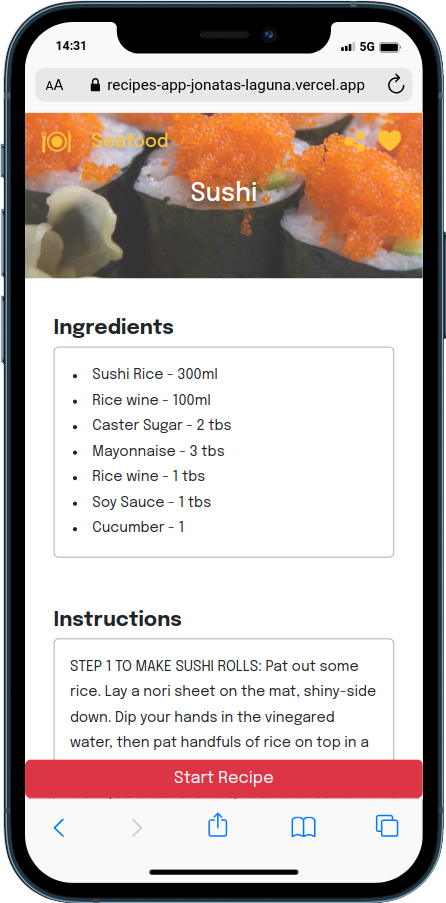 14:31
5G
AA recipes-app-jonatas-laguna.vercel.app
Seafood
Sushi
Ingredients
• Sushi Rice - 300ml
• Rice wine - 100ml
• Caster Sugar - 2 tbs
• Mayonnaise - 3 tbs
• Rice wine - 1 tbs
• Soy Sauce - 1 tbs
• Cucumber - 1
Instructions
STEP 1 TO MAKE SUSHI ROLLS: Pat out some
rice. Lay a nori sheet on the mat, shiny-side
down. Dip your hands in the vinegared
water, then pat handfuls of rice on top in a
Start Recipe